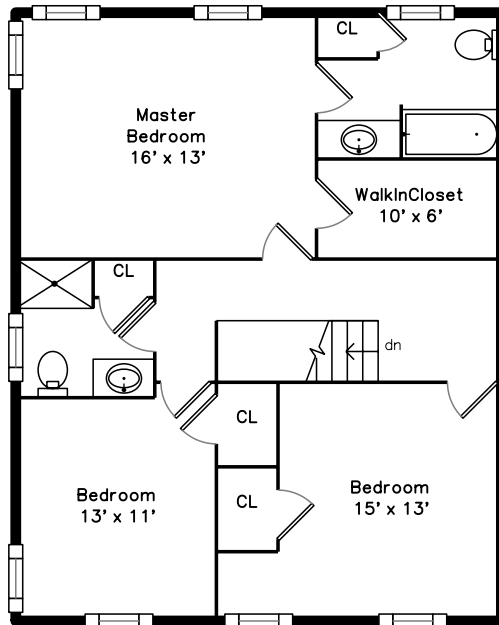 CL
Master
Bedroom
16' x 13'
WalkInCloset
10' x 6'
CL
dn
CL
Bedroom
13' x 11'
CL
Bedroom
15' x 13'